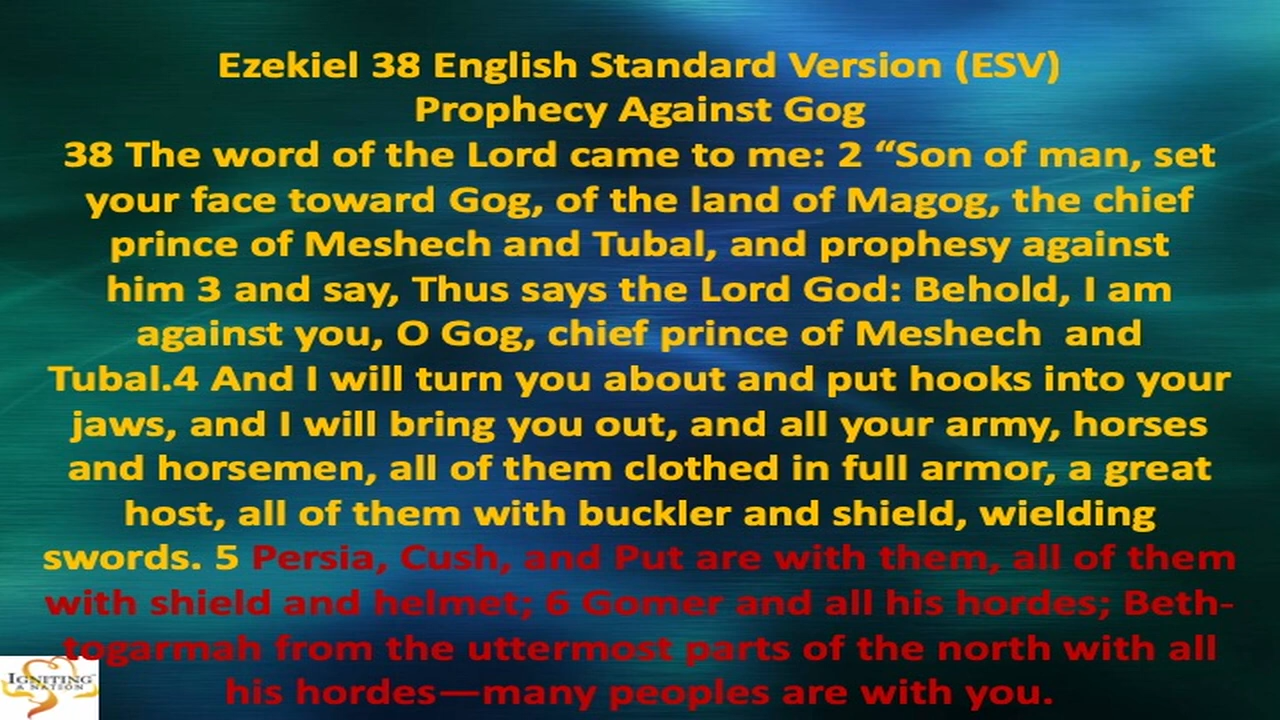 Ezekiel 38 English Standard Version (ESV)
Prophecy Against Gog
38 The word of the Lord came to me: 2 “Son of man, set
your face toward Gog, of the land of Magog, the chief
prince of Meshech and Tubal, and prophesy against
him 3 and say, Thus says the Lord God: Behold, I am
against you, O Gog, chief prince of Meshech  and
Tubal.4 And I will turn you about and put hooks into your
jaws, and I will bring you out, and all your army, horses
and horsemen, all of them clothed in full armor, a great
host, all of them with buckler and shield, wielding
swords. 5 Persia, Cush, and Put are with them, all of them
with shield and helmet; 6 Gomer and all his hordes; Beth-
togarmah from the uttermost parts of the north with all
his hordes—many peoples are with you.
IGNITING
A NATION